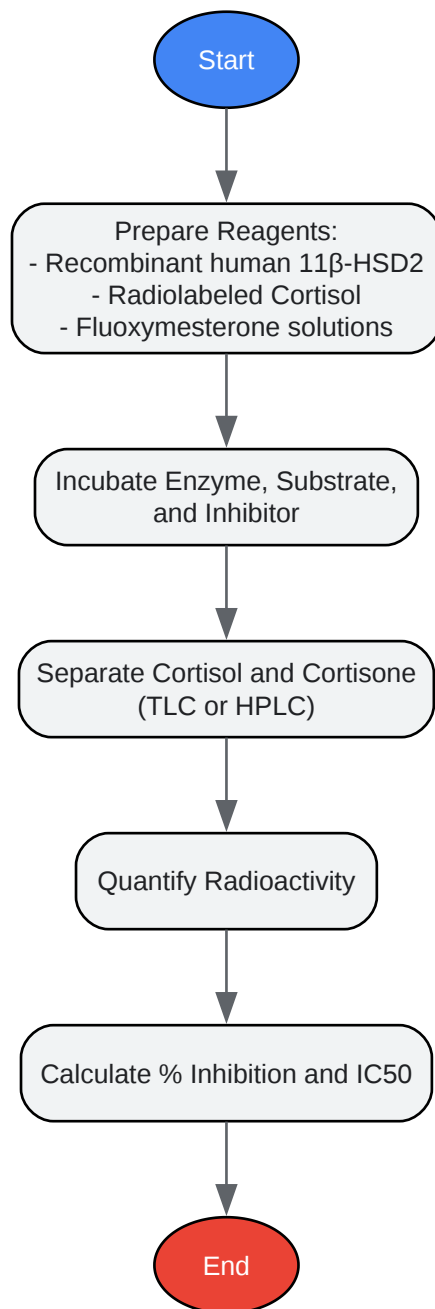 Start
Prepare Reagents:
- Recombinant human 11β-HSD2
- Radiolabeled Cortisol
- Fluoxymesterone solutions
Incubate Enzyme, Substrate,
and Inhibitor
Separate Cortisol and Cortisone
(TLC or HPLC)
Quantify Radioactivity
Calculate % Inhibition and IC50
End